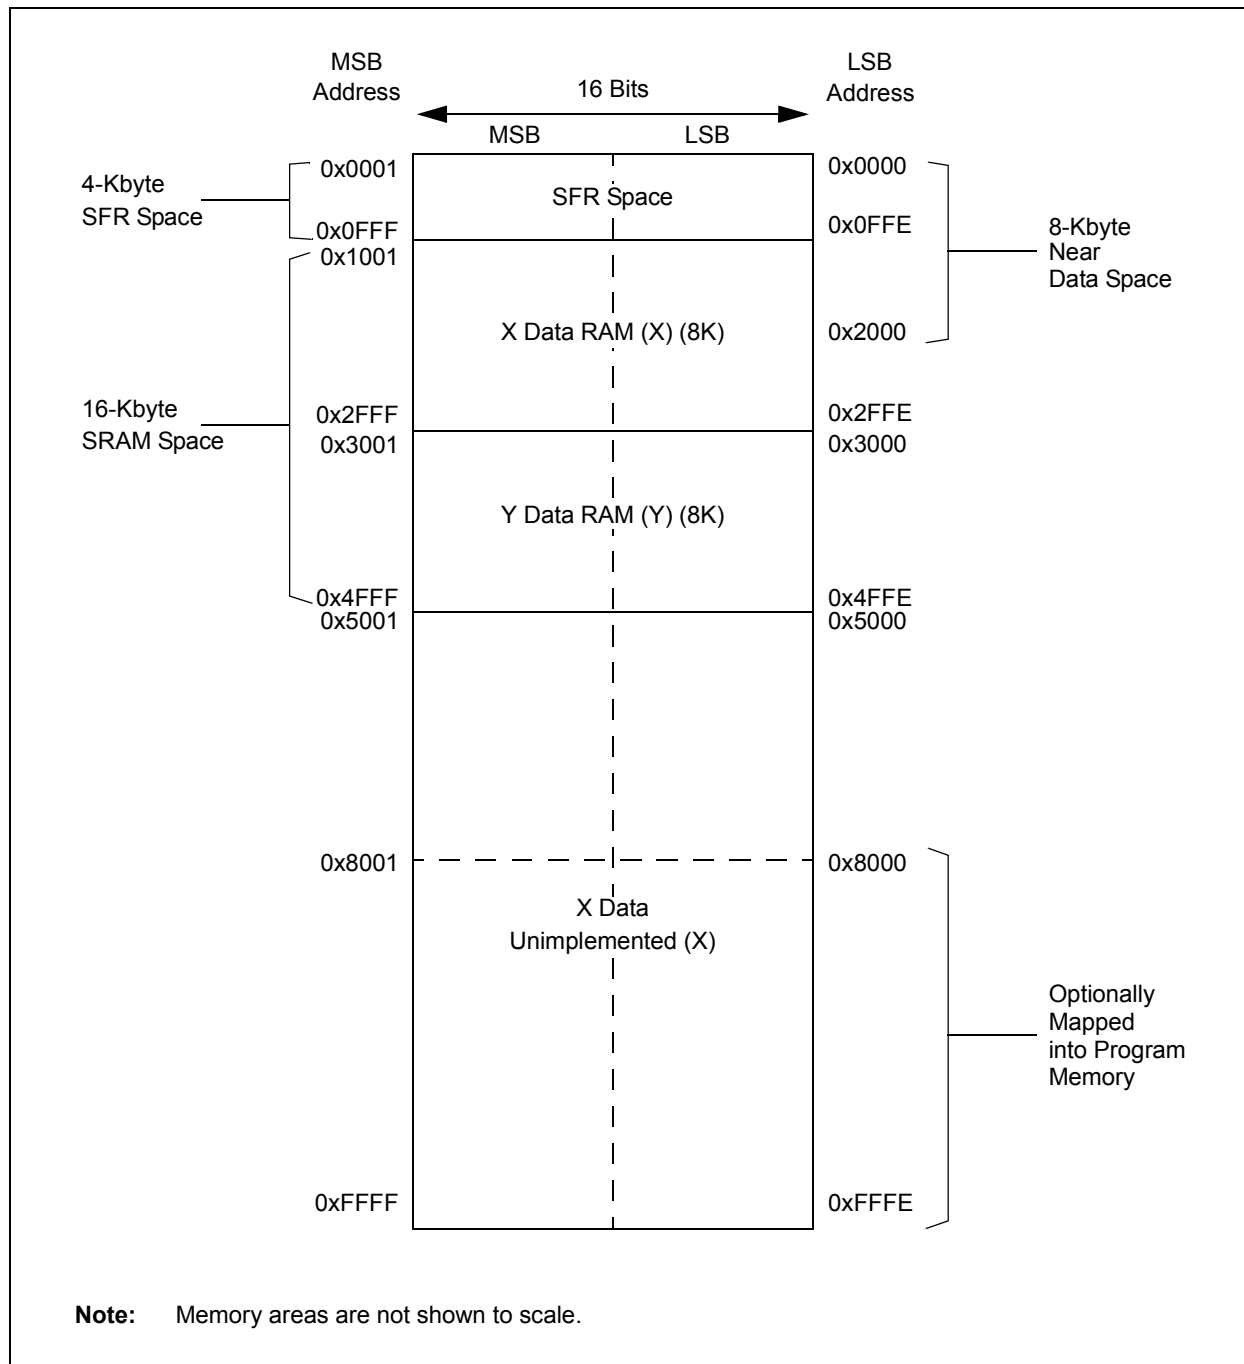 MSB
Address
LSB
Address
16 Bits
MSB
LSB
0x0001
0x0000
4-Kbyte
SFR Space
SFR Space
0x0FFF
0x0FFE
0x1001
8-Kbyte
Near
Data Space
X Data RAM (X) (8K)
0x2000
16-Kbyte
SRAM Space
0x2FFF
0x2FFE
0x3001
0x3000
Y Data RAM (Y) (8K)
0x4FFF
0x4FFE
0x5001
0x5000
0x8001
0x8000
X Data
Unimplemented (X)
Optionally
Mapped
into Program
Memory
0xFFFF
0xFFFE
Note: Memory areas are not shown to scale.